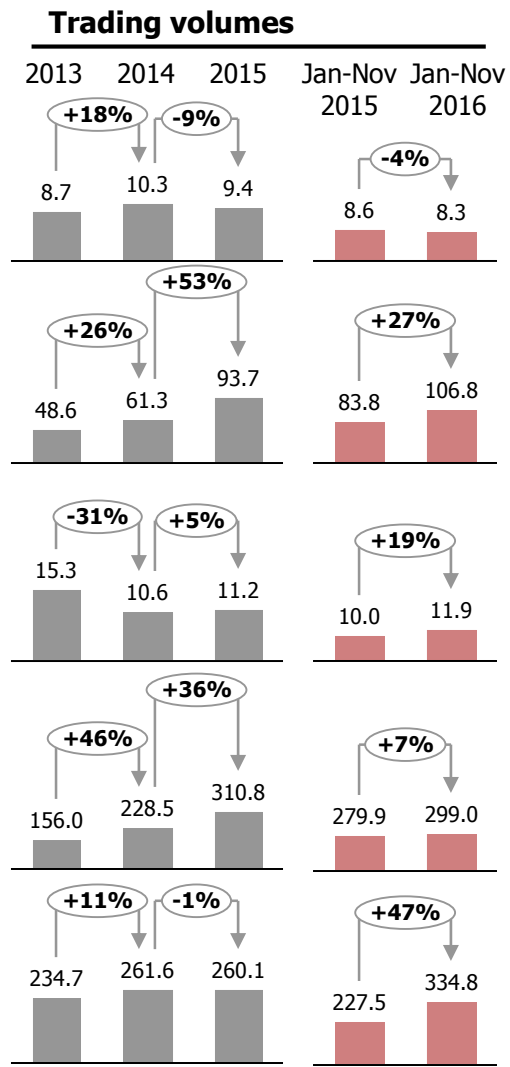 Trading volumes
2013 2014 2015 Jan-Nov 2015 Jan-Nov 2016
+18% -9% -4%
8.7 10.3 9.4 8.6 8.3
+53%
+26% +27%
48.6 61.3 93.7 83.8 106.8
-31% +5% +19%
15.3 10.6 11.2 10.0 11.9
+36%
+46% +7%
156.0 228.5 310.8 279.9 299.0
+11% -1% +47%
234.7 261.6 260.1 227.5 334.8